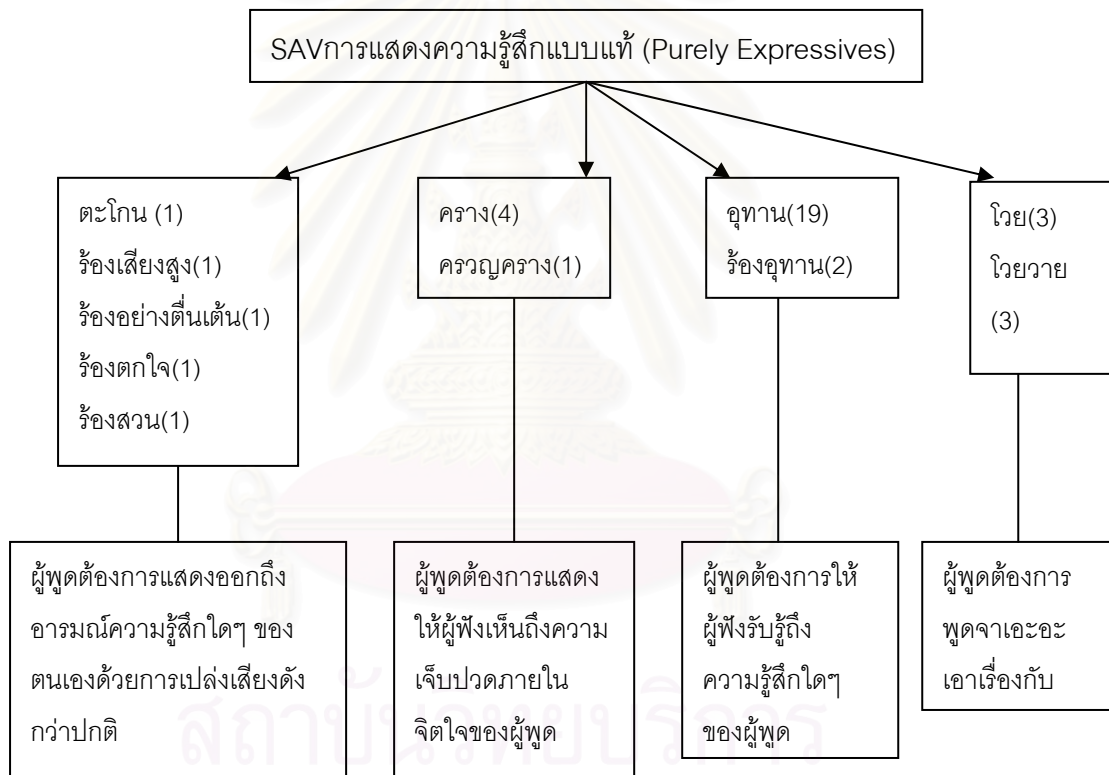 SAVการแสดงความรู้สึกแบบแท้ (Purely Expressives)
ตะโกน (1)
ร้องเสียงสูง(1)
ร้องอย่างตื่นเต้น(1)
ร้องตกใจ(1)
ร้องสวน(1)
คราง(4)
ครวญคราง(1)
อุทาน(19)
ร้องอุทาน(2)
โวย(3)
โวยวาย
(3)
ผู้พูดต้องการแสดงออกถึง
อารมณ์ความรู้สึกใดๆ ของ
ตนเองด้วยการเปล่งเสียงดัง
กว่าปกติ
ผู้พูดต้องการแสดง
ให้ผู้ฟังเห็นถึงความ
เจ็บปวดภายใน
จิตใจของผู้พูด
ผู้พูดต้องการให้
ผู้ฟังรับรู้ถึง
ความรู้สึกใดๆ
ของผู้พูด
ผู้พูดต้องการ
พูดจาเอะอะ
เอาเรื่องกับ
สถาบันวิทยบริการ